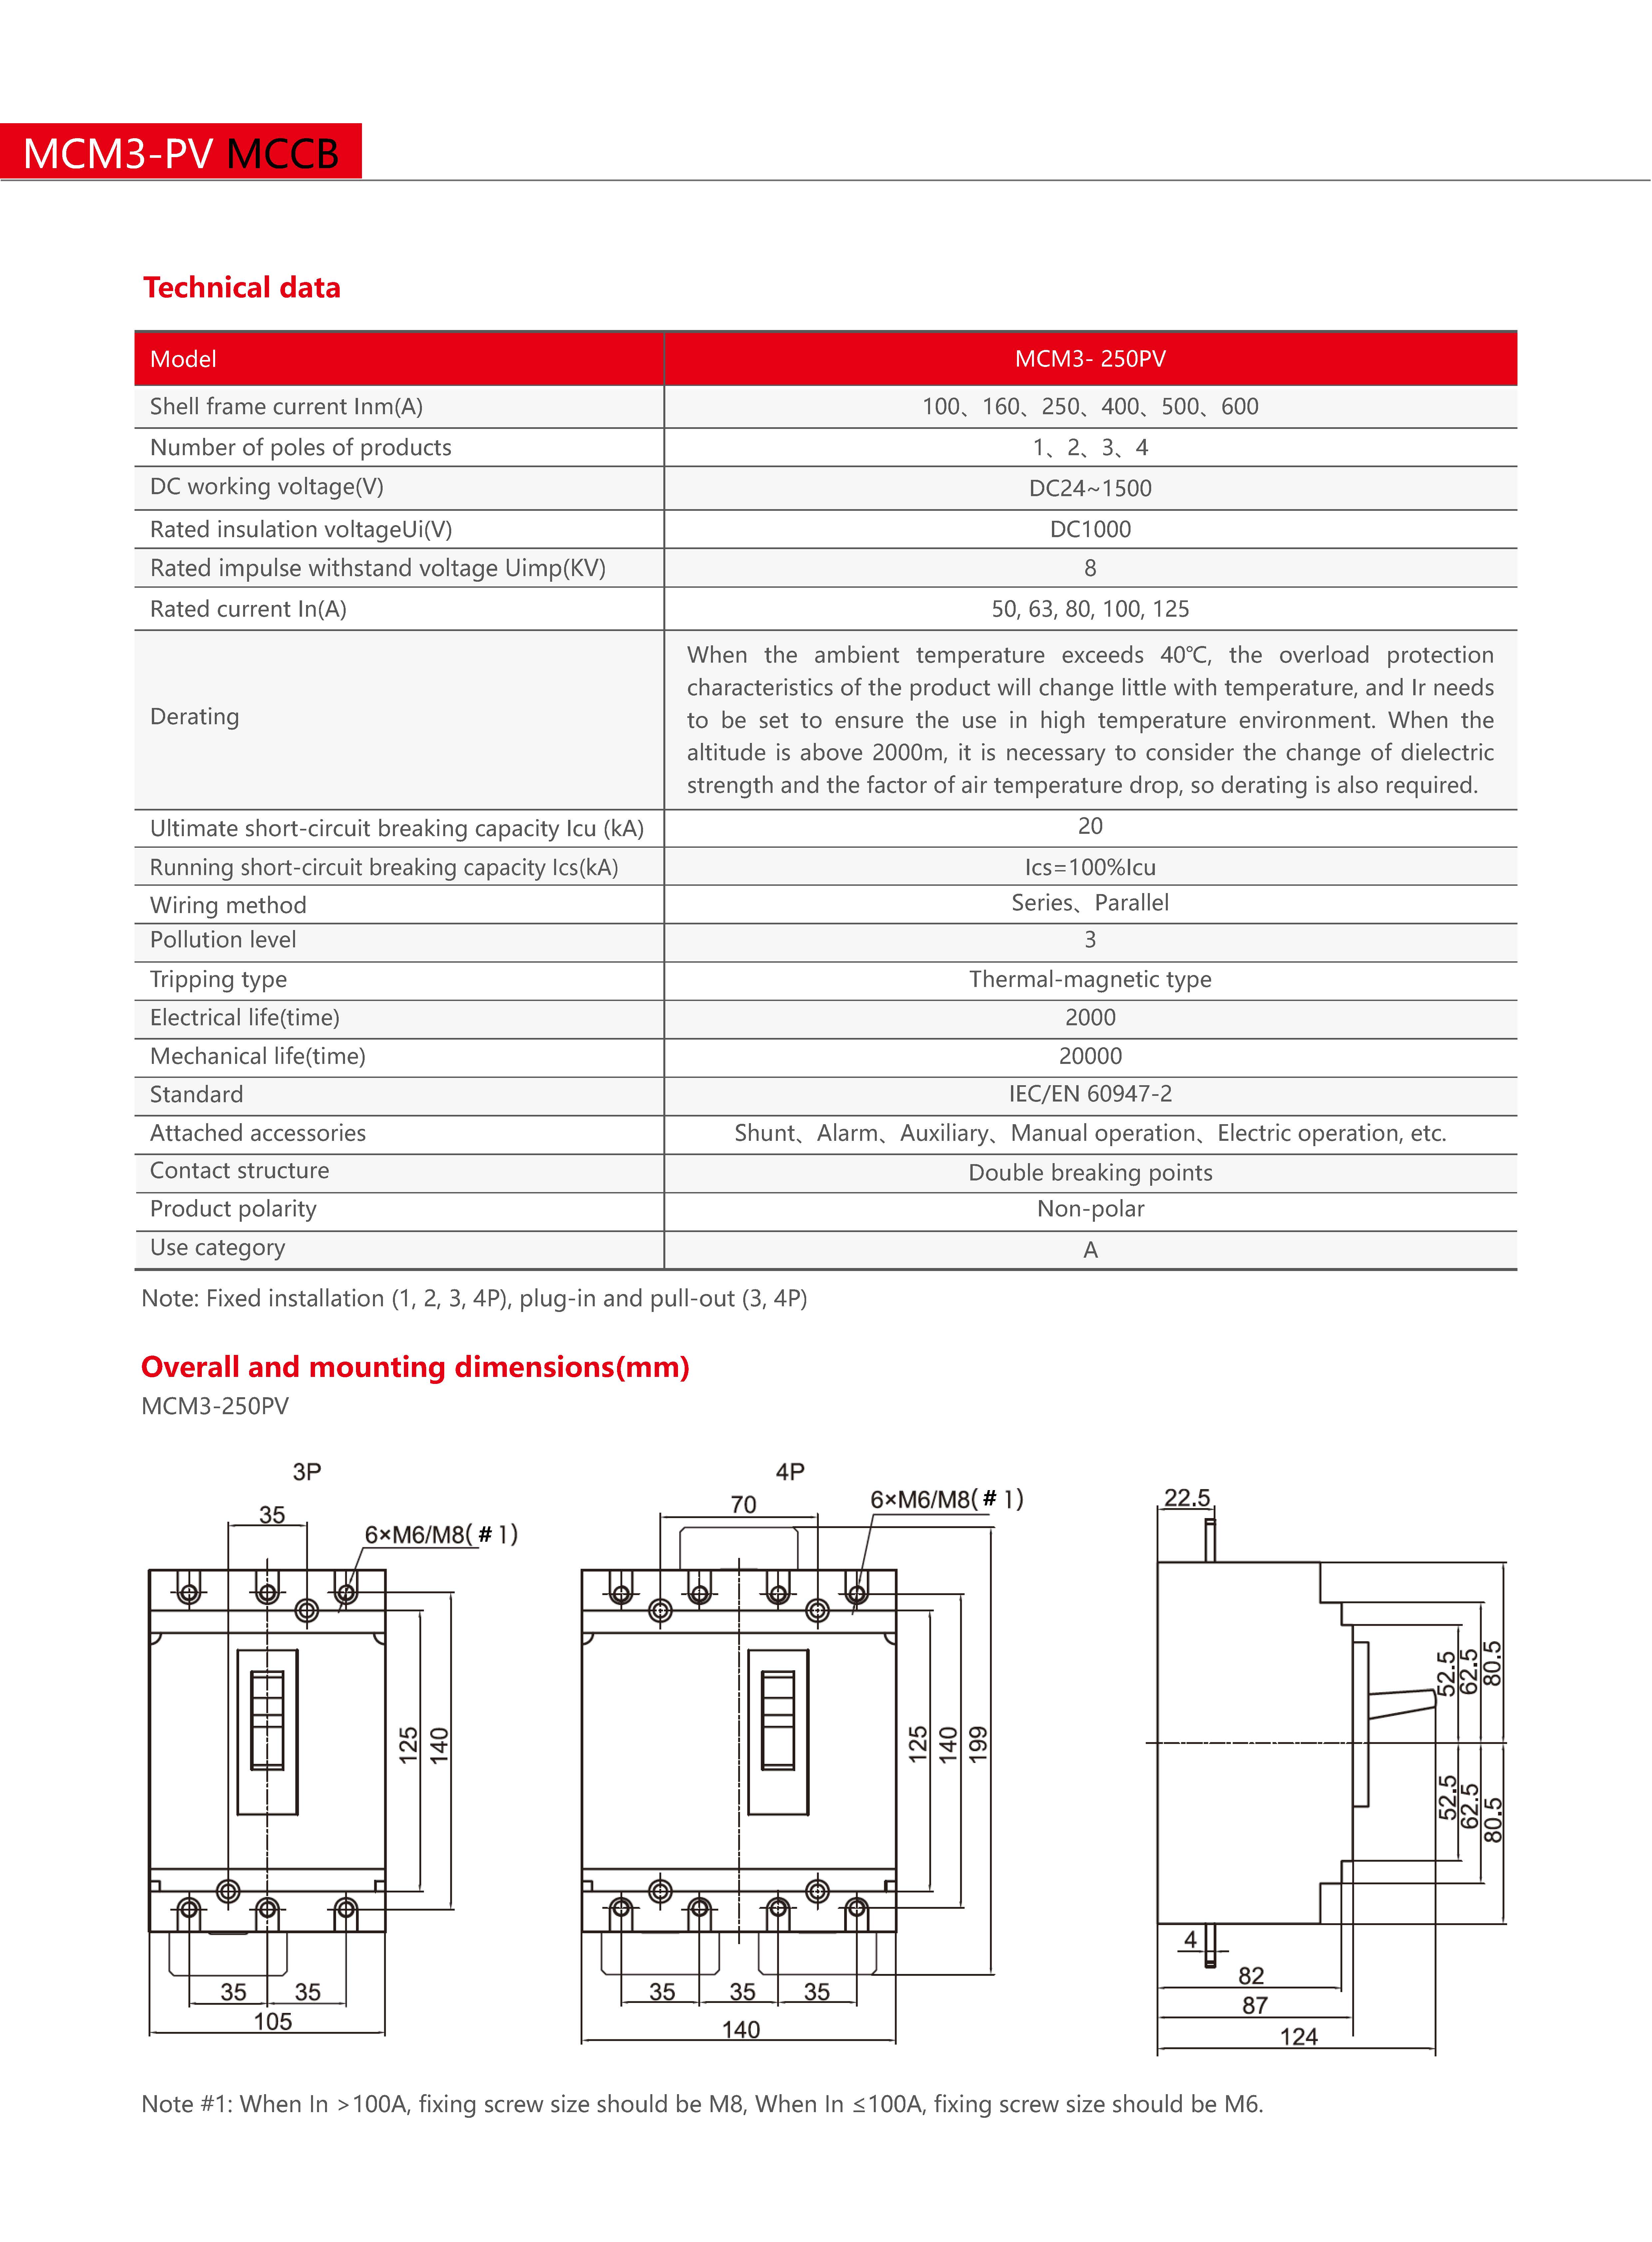 MCM3-PV MCCB
Technical data
Model MCM3- 250PV
Shell frame current Inm(A) 100、160、250、400、500、600
Number of poles of products 1、2、3、4
DC working voltage(V) DC24~1500
Rated insulation voltageUi(V) DC1000
Rated impulse withstand voltage Uimp(KV) 8
Rated current In(A) 50, 63, 80, 100, 125
Derating
When the ambient temperature exceeds 40℃, the overload protection
characteristics of the product will change little with temperature, and Ir needs
to be set to ensure the use in high temperature environment. When the
altitude is above 2000m, it is necessary to consider the change of dielectric
strength and the factor of air temperature drop, so derating is also required.
Ultimate short-circuit breaking capacity Icu (kA) 20
Running short-circuit breaking capacity Ics(kA) Ics=100%Icu
Wiring method Series、Parallel
Pollution level 3
Tripping type Thermal-magnetic type
Electrical life(time) 2000
Mechanical life(time) 20000
Standard IEC/EN 60947-2
Attached accessories Shunt、Alarm、Auxiliary、Manual operation、Electric operation, etc.
Contact structure Double breaking points
Product polarity Non-polar
Use category A
Note: Fixed installation (1, 2, 3, 4P), plug-in and pull-out (3, 4P)
Overall and mounting dimensions(mm)
MCM3-250PV
3P
35
6×M6/M8(#1)
125
140
35 35
105
4P
70
6×M6/M8(#1)
125
140
199
35 35 35
140
22.5
52.5
62.5
80.5
52.5
62.5
80.5
4
82
87
124
Note #1: When In >100A, fixing screw size should be M8, When In ≤100A, fixing screw size should be M6.